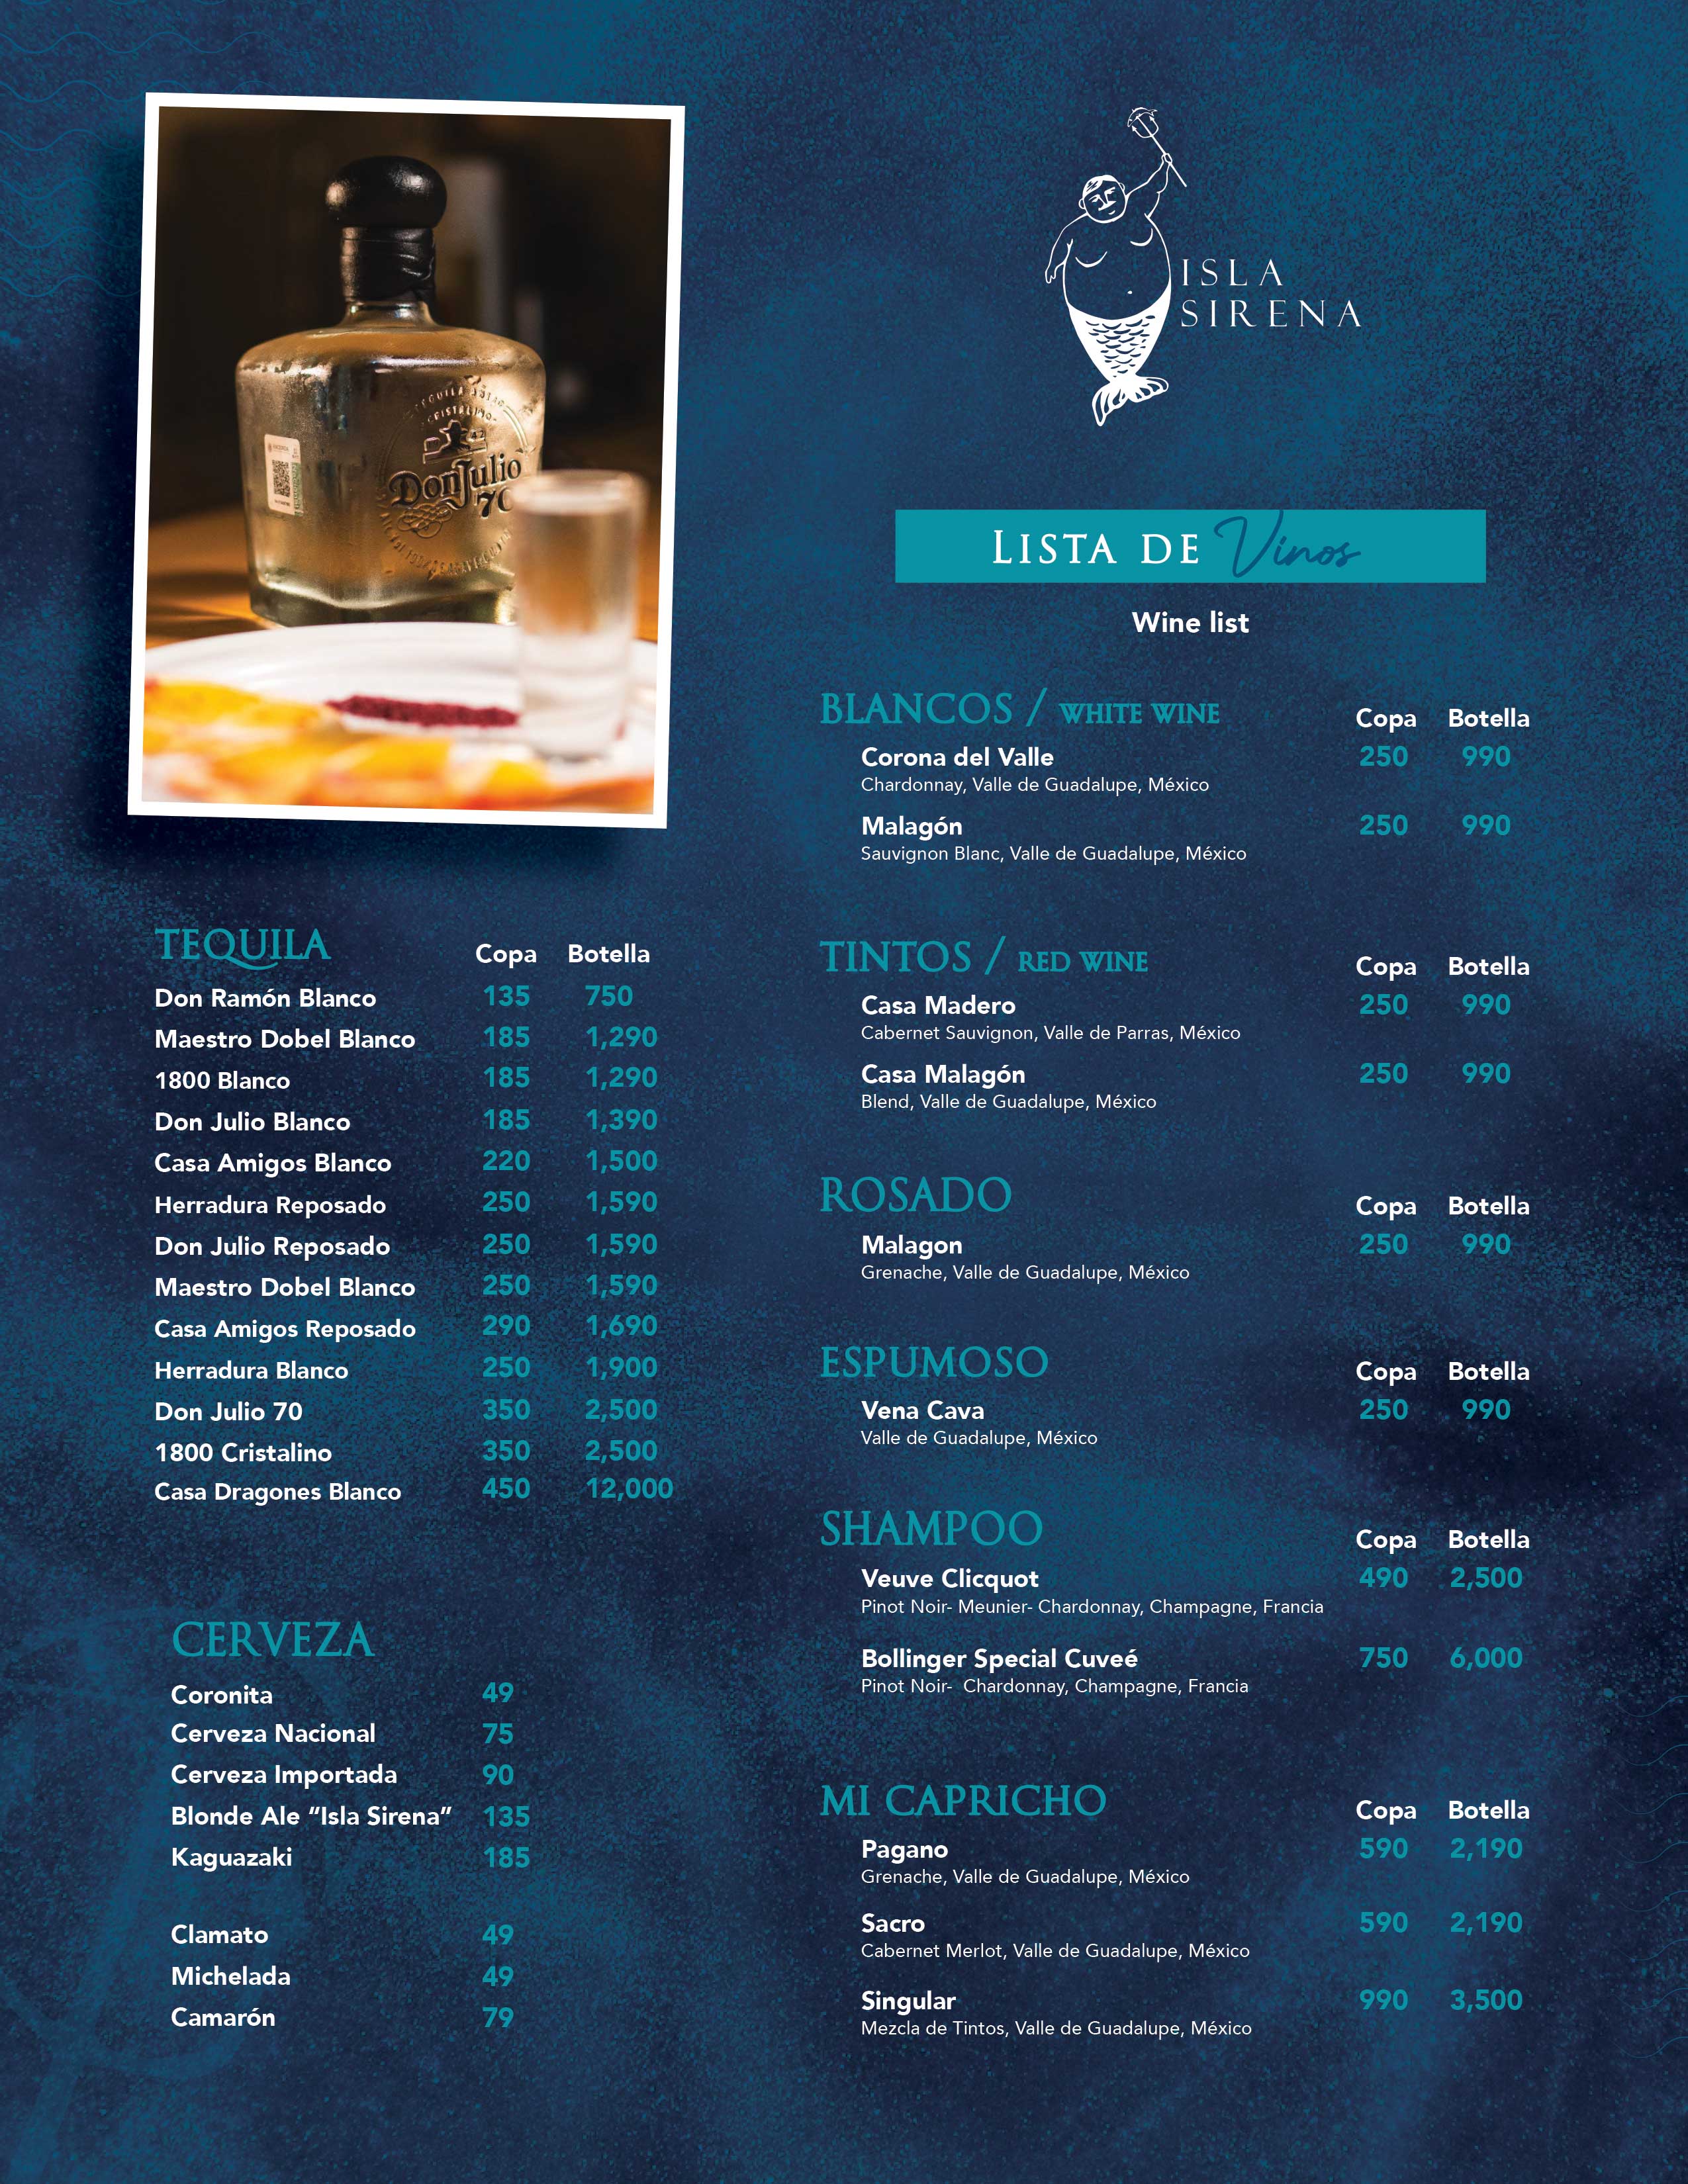 TEQUILA AÑEJO
CRISTALINO
Don Julio
70
ISLA
SIRENA
LISTA DE Vinos
Wine list
TEQUILA Copa Botella
Don Ramón Blanco 135 750
Maestro Dobel Blanco 185 1,290
1800 Blanco 185 1,290
Don Julio Blanco 185 1,390
Casa Amigos Blanco 220 1,500
Herradura Reposado 250 1,590
Don Julio Reposado 250 1,590
Maestro Dobel Blanco 250 1,590
Casa Amigos Reposado 290 1,690
Herradura Blanco 250 1,900
Don Julio 70 350 2,500
1800 Cristalino 350 2,500
Casa Dragones Blanco 450 12,000
CERVEZA
Coronita 49
Cerveza Nacional 75
Cerveza Importada 90
Blonde Ale “Isla Sirena” 135
Kaguazaki 185
Clamato 49
Michelada 49
Camarón 79
BLANCOS / WHITE WINE Copa Botella
Corona del Valle 250 990
Chardonnay, Valle de Guadalupe, México
Malagón 250 990
Sauvignon Blanc, Valle de Guadalupe, México
TINTOS / RED WINE Copa Botella
Casa Madero 250 990
Cabernet Sauvignon, Valle de Parras, México
Casa Malagón 250 990
Blend, Valle de Guadalupe, México
ROSADO Copa Botella
Malagon 250 990
Grenache, Valle de Guadalupe, México
ESPUMOSO Copa Botella
Vena Cava 250 990
Valle de Guadalupe, México
SHAMPOO Copa Botella
Veuve Clicquot 490 2,500
Pinot Noir- Meunier- Chardonnay, Champagne, Francia
Bollinger Special Cuveé 750 6,000
Pinot Noir- Chardonnay, Champagne, Francia
MI CAPRICHO Copa Botella
Pagano 590 2,190
Grenache, Valle de Guadalupe, México
Sacro 590 2,190
Cabernet Merlot, Valle de Guadalupe, México
Singular 990 3,500
Mezcla de Tintos, Valle de Guadalupe, México